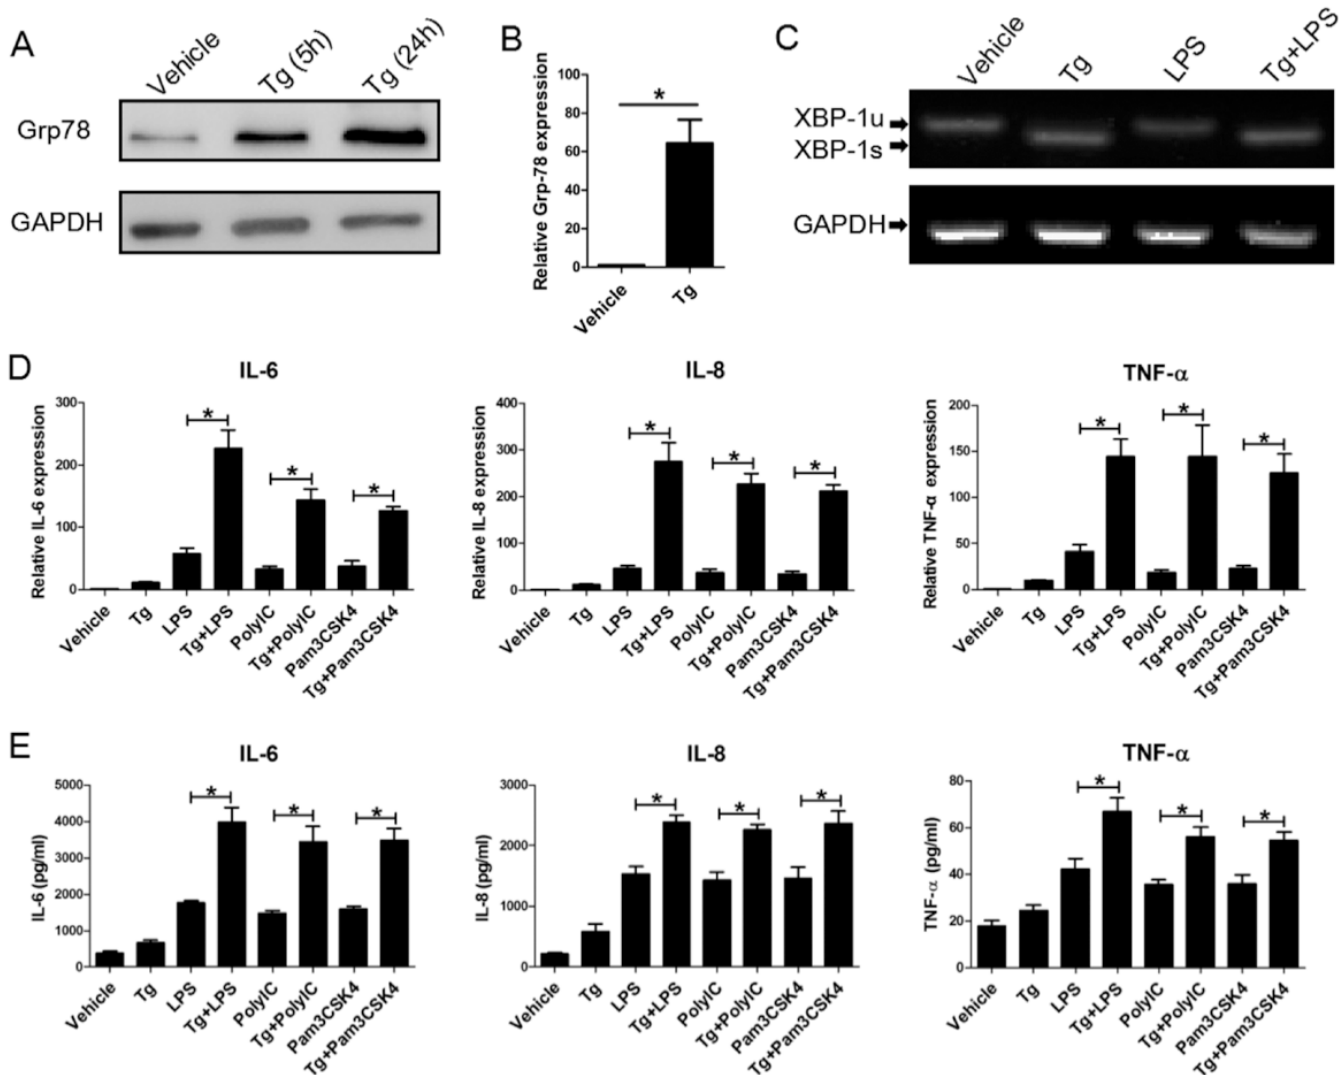 A
Vehicle
Tg (5h)
Tg (24h)
Grp78
GAPDH
B
Relative Grp-78 expression
100
80
60
40
20
0
*
Vehicle
Tg
C
Vehicle
Tg
LPS
Tg+LPS
XBP-1u
XBP-1s
GAPDH
D
IL-6
Relative IL-6 expression
300
200
100
0
*
*
*
Vehicle
Tg
LPS
Tg+LPS
PolyIC
Tg+PolyIC
Pam3CSK4
Tg+Pam3CSK4
IL-8
Relative IL-8 expression
400
300
200
100
0
*
*
*
Vehicle
Tg
LPS
Tg+LPS
PolyIC
Tg+PolyIC
Pam3CSK4
Tg+Pam3CSK4
TNF-α
Relative TNF-α expression
200
150
100
50
0
*
*
*
Vehicle
Tg
LPS
Tg+LPS
PolyIC
Tg+PolyIC
Pam3CSK4
Tg+Pam3CSK4
E
IL-6
IL-6 (pg/ml)
5000
4000
3000
2000
1000
0
*
*
*
Vehicle
Tg
LPS
Tg+LPS
PolyIC
Tg+PolyIC
Pam3CSK4
Tg+Pam3CSK4
IL-8
IL-8 (pg/ml)
3000
2000
1000
0
*
*
*
Vehicle
Tg
LPS
Tg+LPS
PolyIC
Tg+PolyIC
Pam3CSK4
Tg+Pam3CSK4
TNF-α
TNF-α (pg/ml)
80
60
40
20
0
*
*
*
Vehicle
Tg
LPS
Tg+LPS
PolyIC
Tg+PolyIC
Pam3CSK4
Tg+Pam3CSK4